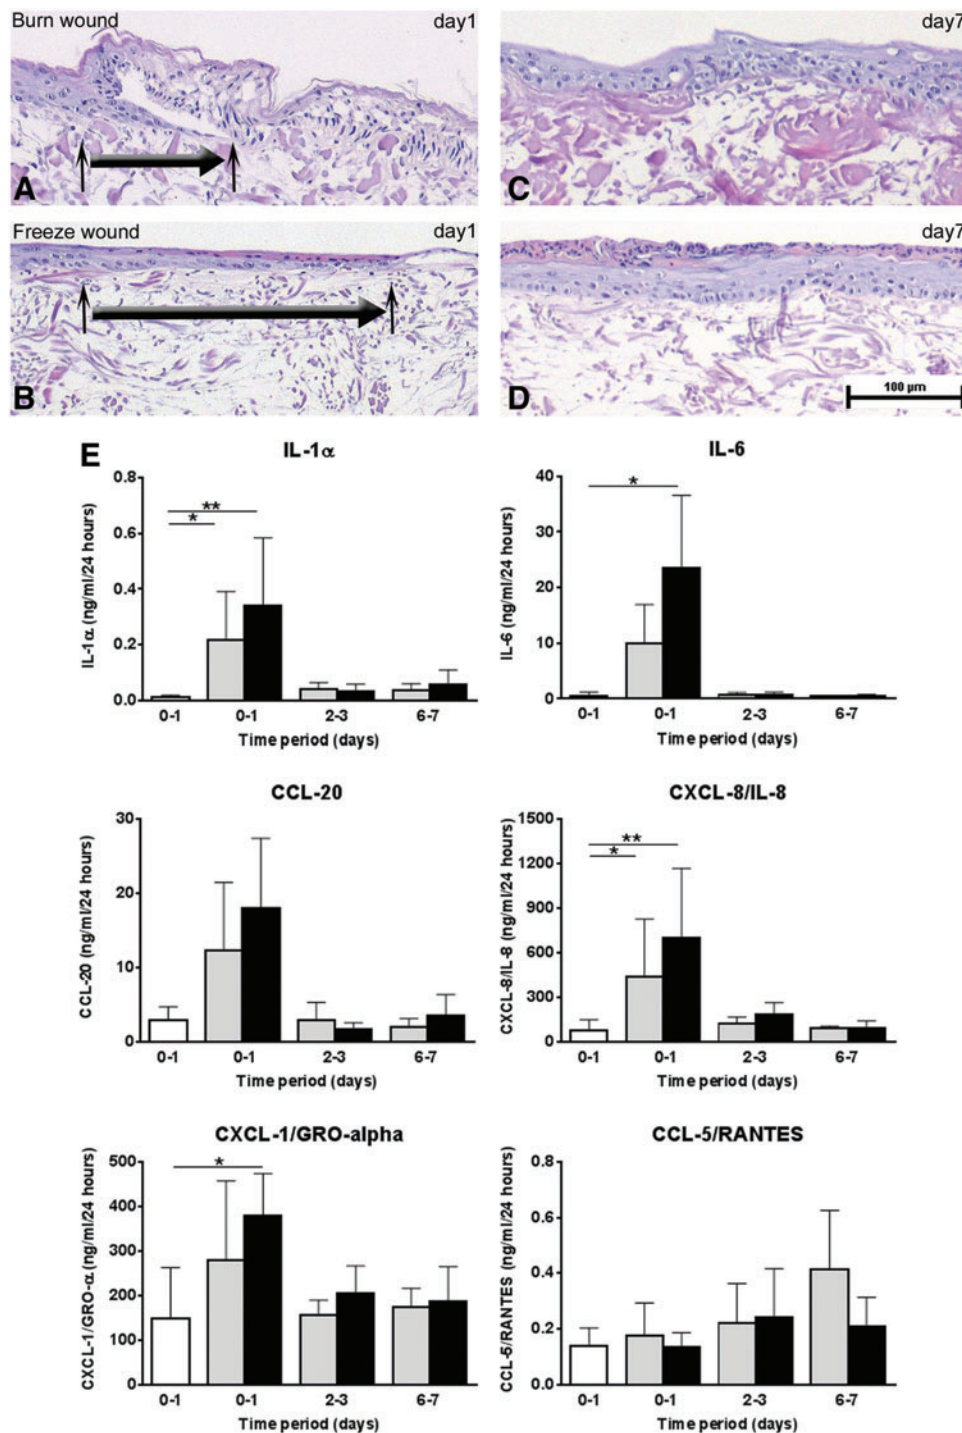 Burn wound day1
day7
A
C
Freeze wound day1
day7
B
D
100 µm
E
IL-1α
IL-1α (ng/ml/24 hours)
0.8
0.6
0.4
0.2
0.0
**
*
0-1 0-1 2-3 6-7
Time period (days)
IL-6
IL-6 (ng/ml/24 hours)
40
30
20
10
0
*
0-1 0-1 2-3 6-7
Time period (days)
CCL-20
CCL-20 (ng/ml/24 hours)
30
20
10
0
0-1 0-1 2-3 6-7
Time period (days)
CXCL-8/IL-8
CXCL-8/IL-8 (ng/ml/24 hours)
1500
1200
900
600
300
0
**
*
0-1 0-1 2-3 6-7
Time period (days)
CXCL-1/GRO-alpha
CXCL-1/GRO-α (ng/ml/24 hours)
500
400
300
200
100
0
*
0-1 0-1 2-3 6-7
Time period (days)
CCL-5/RANTES
CCL-5/RANTES (ng/ml/24 hours)
0.8
0.6
0.4
0.2
0.0
0-1 0-1 2-3 6-7
Time period (days)